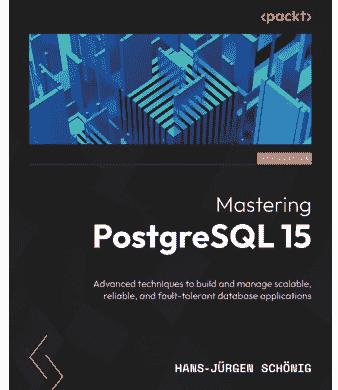 <packt>
Mastering
PostgreSQL 15
Advanced techniques to build and manage scalable,
reliable, and fault-tolerant database applications
HANS-JÜRGEN SCHÖNIG